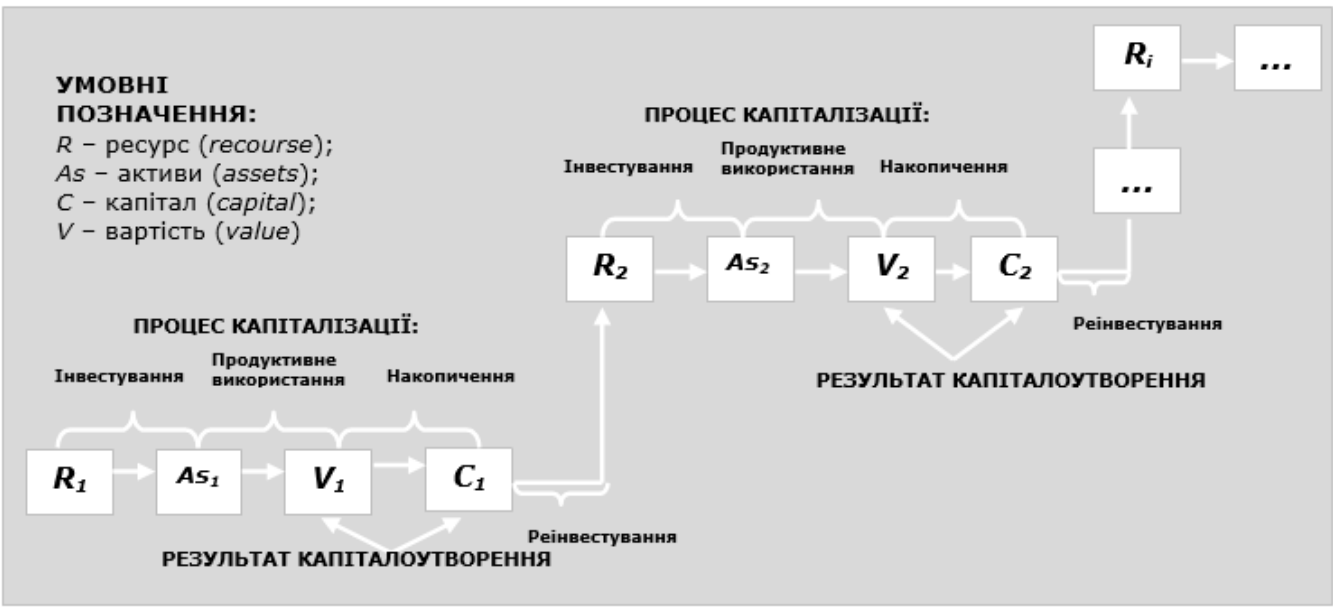 УМОВНІ
ПОЗНАЧЕННЯ:
R – ресурс (recourse);
As – активи (assets);
C – капітал (capital);
V – вартість (value)
Ri
...
...
ПРОЦЕС КАПІТАЛІЗАЦІЇ:
Інвестування
Продуктивне
використання
Накопичення
R2
As2
V2
C2
Реінвестування
РЕЗУЛЬТАТ КАПІТАЛОУТВОРЕННЯ
ПРОЦЕС КАПІТАЛІЗАЦІЇ:
Інвестування
Продуктивне
використання
Накопичення
R1
As1
V1
C1
Реінвестування
РЕЗУЛЬТАТ КАПІТАЛОУТВОРЕННЯ